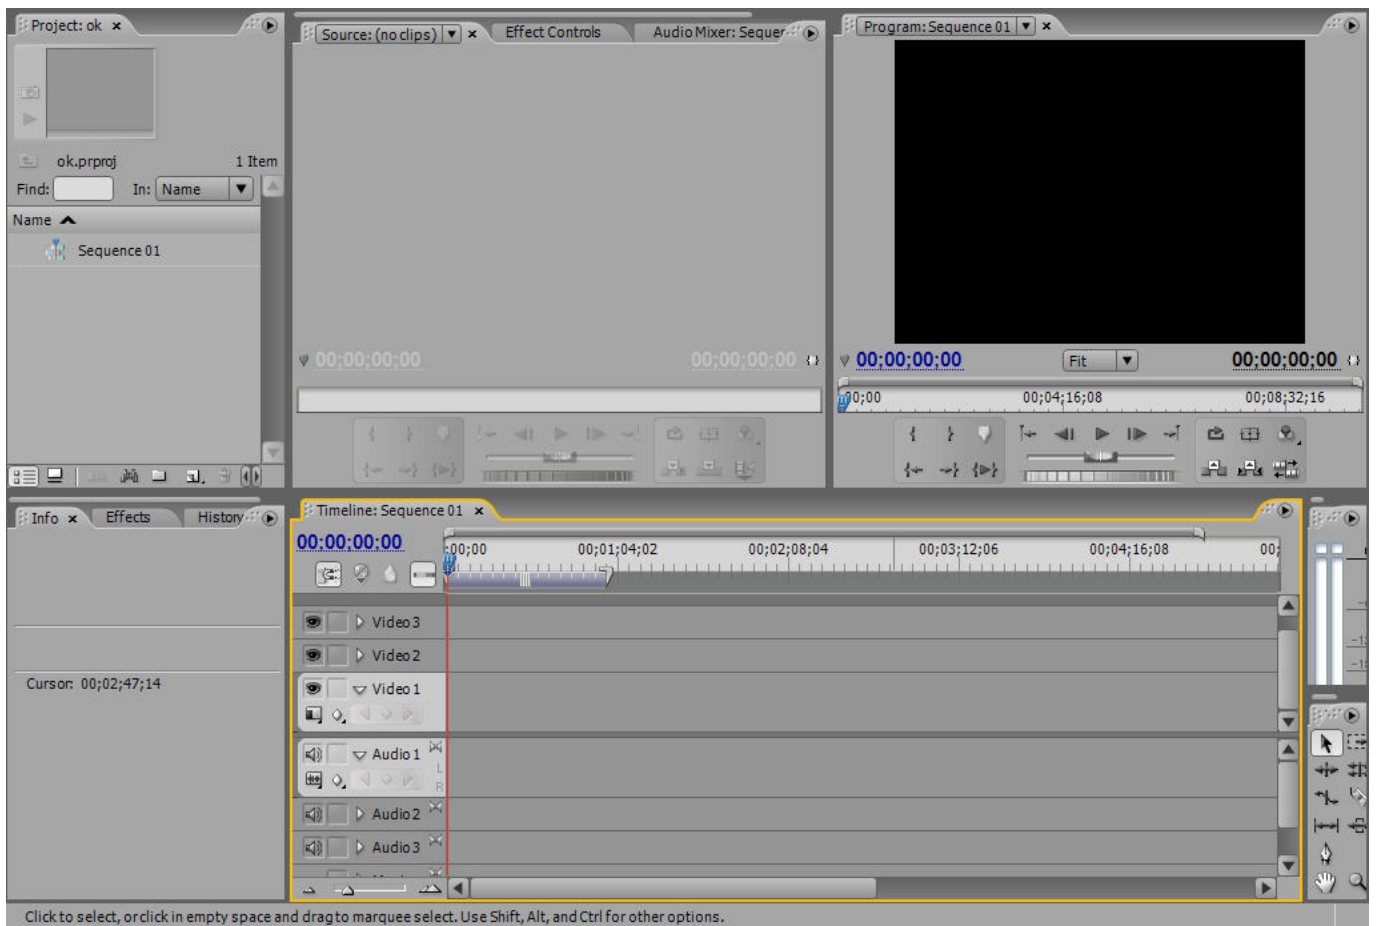 Project: ok
Source: (no clips)
Effect Controls
Audio Mixer: Sequer
Program: Sequence 01
ok.prproj
1 Item
Find:
In: Name
Name
Sequence 01
00;00;00;00
00;00;00;00
00;00;00;00
Fit
00;00;00;00
00;00
00;04;16;08
00;08;32;16
Info
Effects
History
Timeline: Sequence 01
00;00;00;00
:00;00
00;01;04;02
00;02;08;04
00;03;12;06
00;04;16;08
00;
Video 3
Video 2
Video 1
Cursor: 00;02;47;14
Audio 1
L
R
Audio 2
Audio 3
Click to select, or click in empty space and drag to marquee select. Use Shift, Alt, and Ctrl for other options.